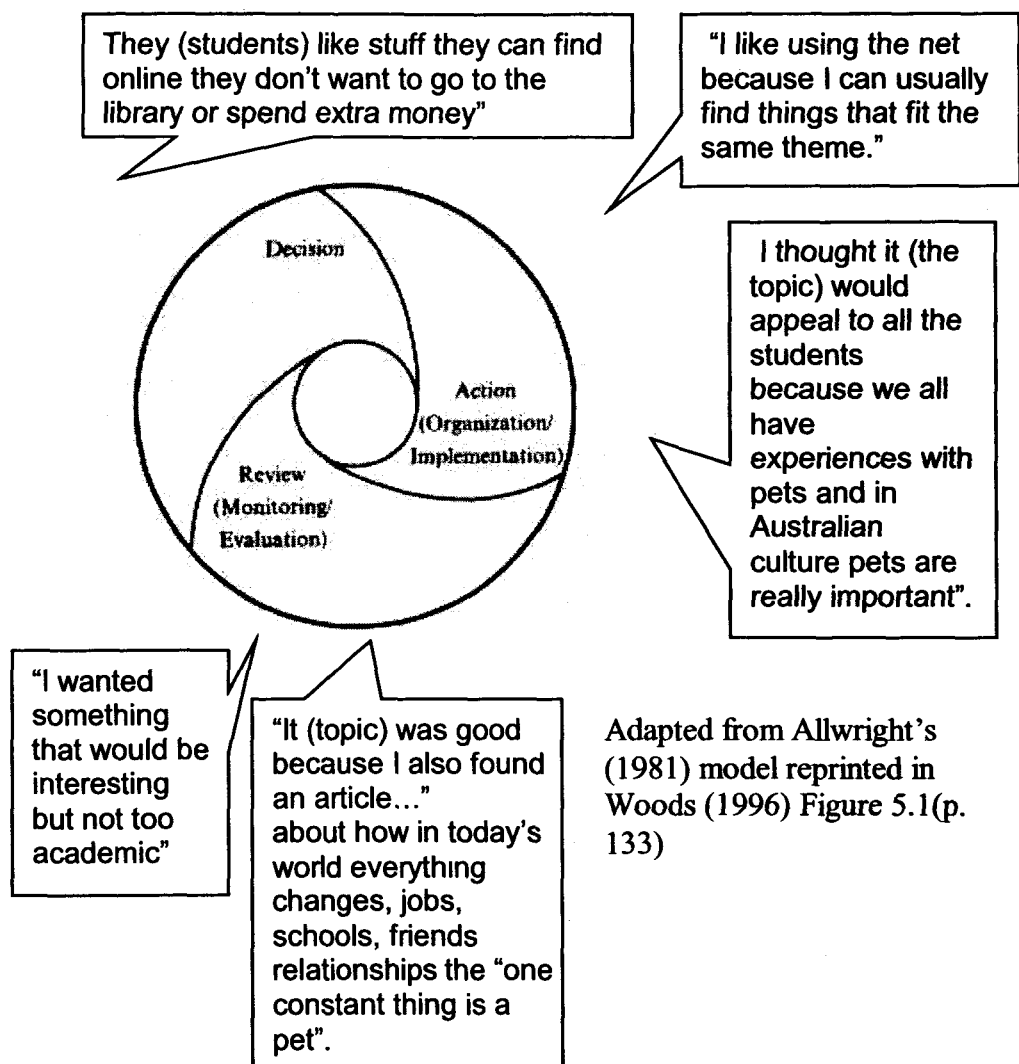 They (students) like stuff they can find
online they don't want to go to the
library or spend extra money”
“I like using the net
because I can usually
find things that fit the
same theme.”
Decision
Action
(Organization/
Implementation)
Review
(Monitoring/
Evaluation)
I thought it (the
topic) would
appeal to all the
students
because we all
have
experiences with
pets and in
Australian
culture pets are
really important”.
“I wanted
something
that would be
interesting
but not too
academic”
“It (topic) was good
because I also found
an article...”
about how in today's
world everything
changes, jobs,
schools, friends
relationships the “one
constant thing is a
pet”.
Adapted from Allwright's
(1981) model reprinted in
Woods (1996) Figure 5.1(p.
133)